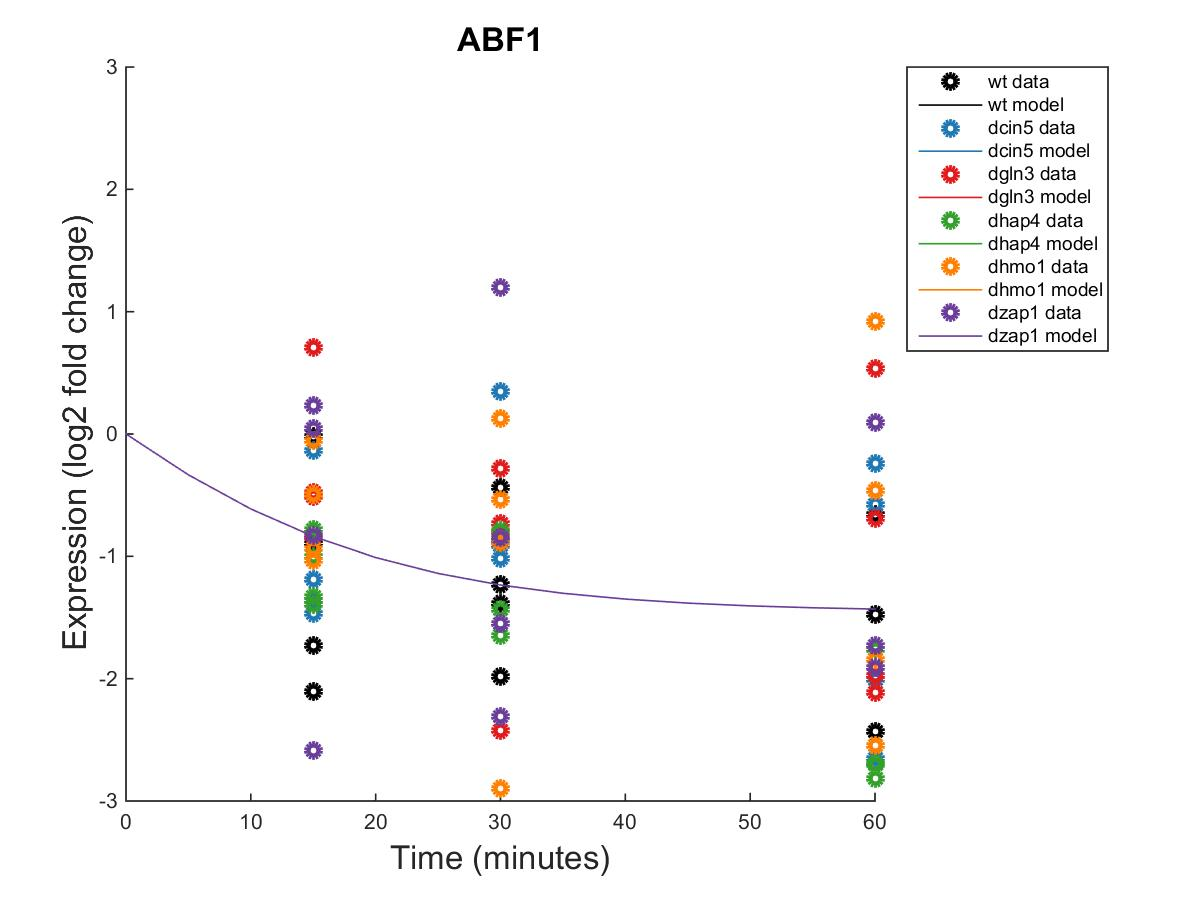 ABF1
3
2
1
0
-1
-2
-3
Expression (log2 fold change)
0 10 20 30 40 50 60
Time (minutes)
wt data
wt model
dcin5 data
dcin5 model
dgln3 data
dgln3 model
dhap4 data
dhap4 model
dhmo1 data
dhmo1 model
dzap1 data
dzap1 model